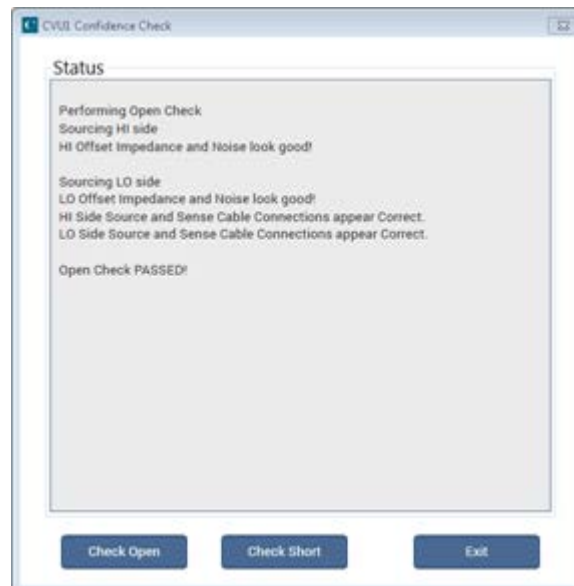 CVU1 Confidence Check
Status
Performing Open Check
Sourcing HI side
HI Offset Impedance and Noise look good!
Sourcing LO side
LO Offset Impedance and Noise look good!
HI Side Source and Sense Cable Connections appear Correct.
LO Side Source and Sense Cable Connections appear Correct.
Open Check PASSED!
Check Open
Check Short
Exit